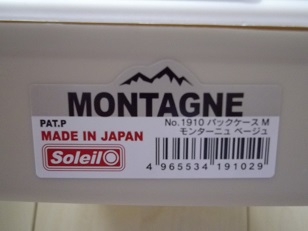 MONTAGNE
PAT.P
MADE IN JAPAN
Soleil
No.1910 バックケース M
モンターニュ ベージュ
4 965534 191029